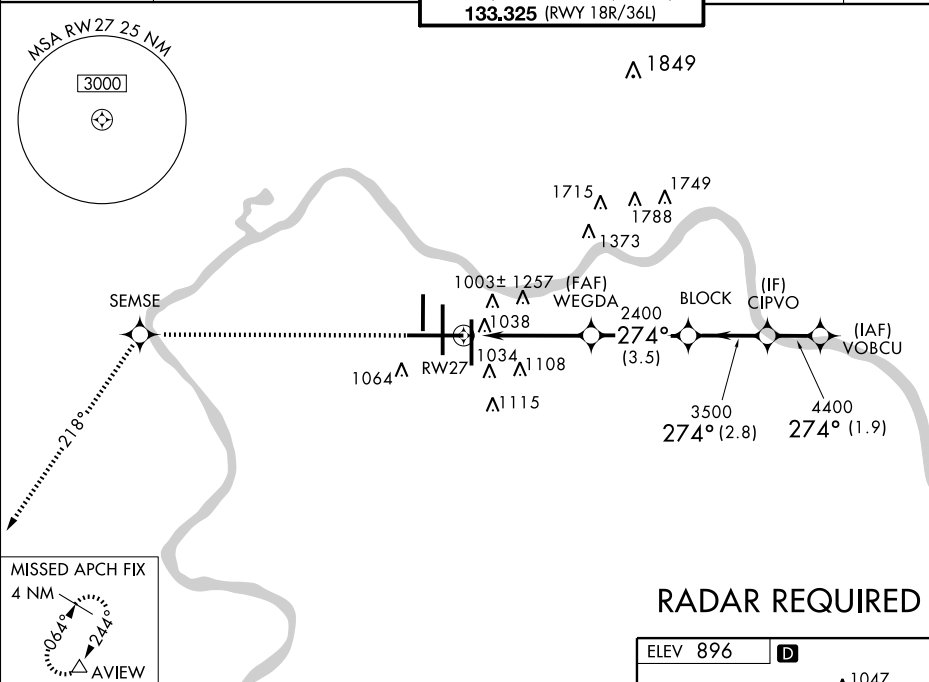 133.325 (RWY 18R/36L)
MSA RW27 25 NM
3000
1849
1715
1749
1788
1373
1003± 1257
(FAF)
WEGDA
BLOCK
(IF)
CIPVO
SEMSE
2400
274°
(3.5)
(IAF)
VOBCU
1038
1034
1108
1064
RW27
1115
3500
274° (2.8)
4400
274° (1.9)
218°
MISSED APCH FIX
4 NM
064°
244°
AVIEW
RADAR REQUIRED
ELEV 896
D
1047